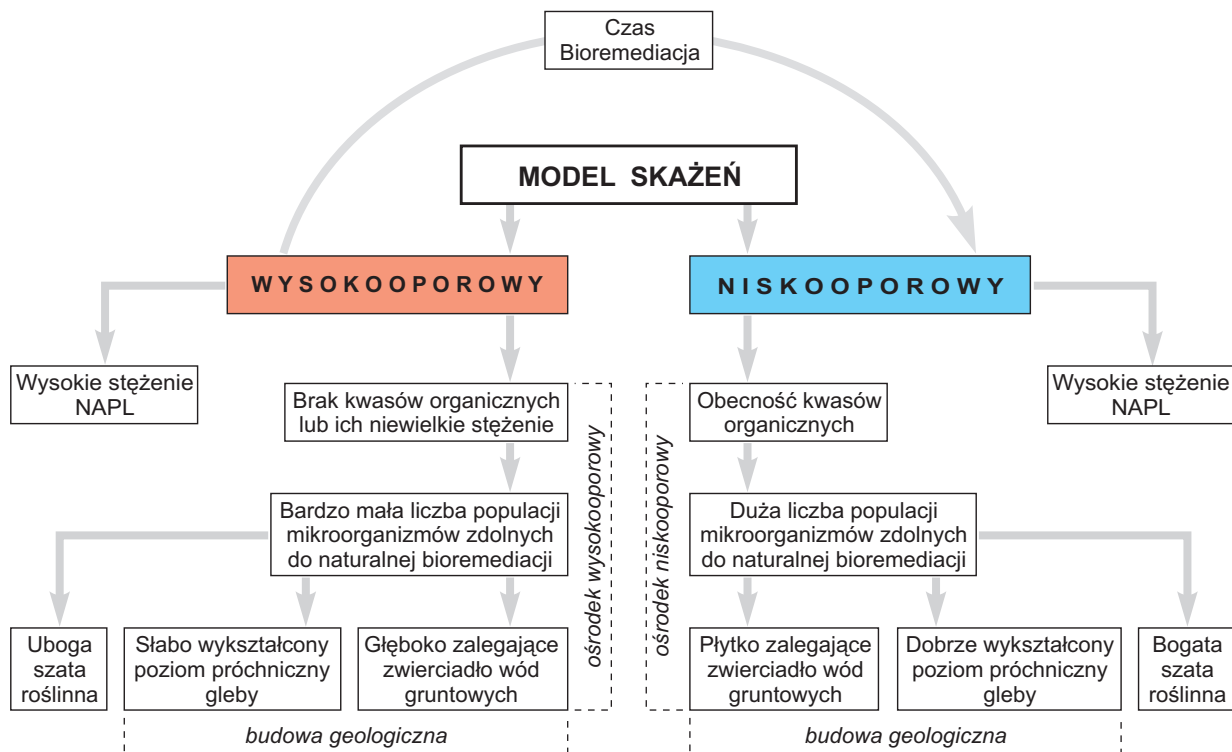 Czas
Bioremediacja
MODEL SKAŻEŃ
WYSOKOOPOROWY
NISKOOPOROWY
Wysokie stężenie
NAPL
Brak kwasów organicznych
lub ich niewielkie stężenie
Obecność kwasów
organicznych
Wysokie stężenie
NAPL
ośrodek wysokooporowy
ośrodek niskooporowy
Bardzo mała liczba populacji
mikroorganizmów zdolnych
do naturalnej bioremediacji
Duża liczba populacji
mikroorganizmów zdolnych
do naturalnej bioremediacji
Uboga
szata
roślinna
Słabo wykształcony
poziom próchniczny
gleby
Głęboko zalegające
zwierciadło wód
gruntowych
Płytko zalegające
zwierciadło wód
gruntowych
Dobrze wykształcony
poziom próchniczny
gleby
Bogata
szata
roślinna
budowa geologiczna
budowa geologiczna